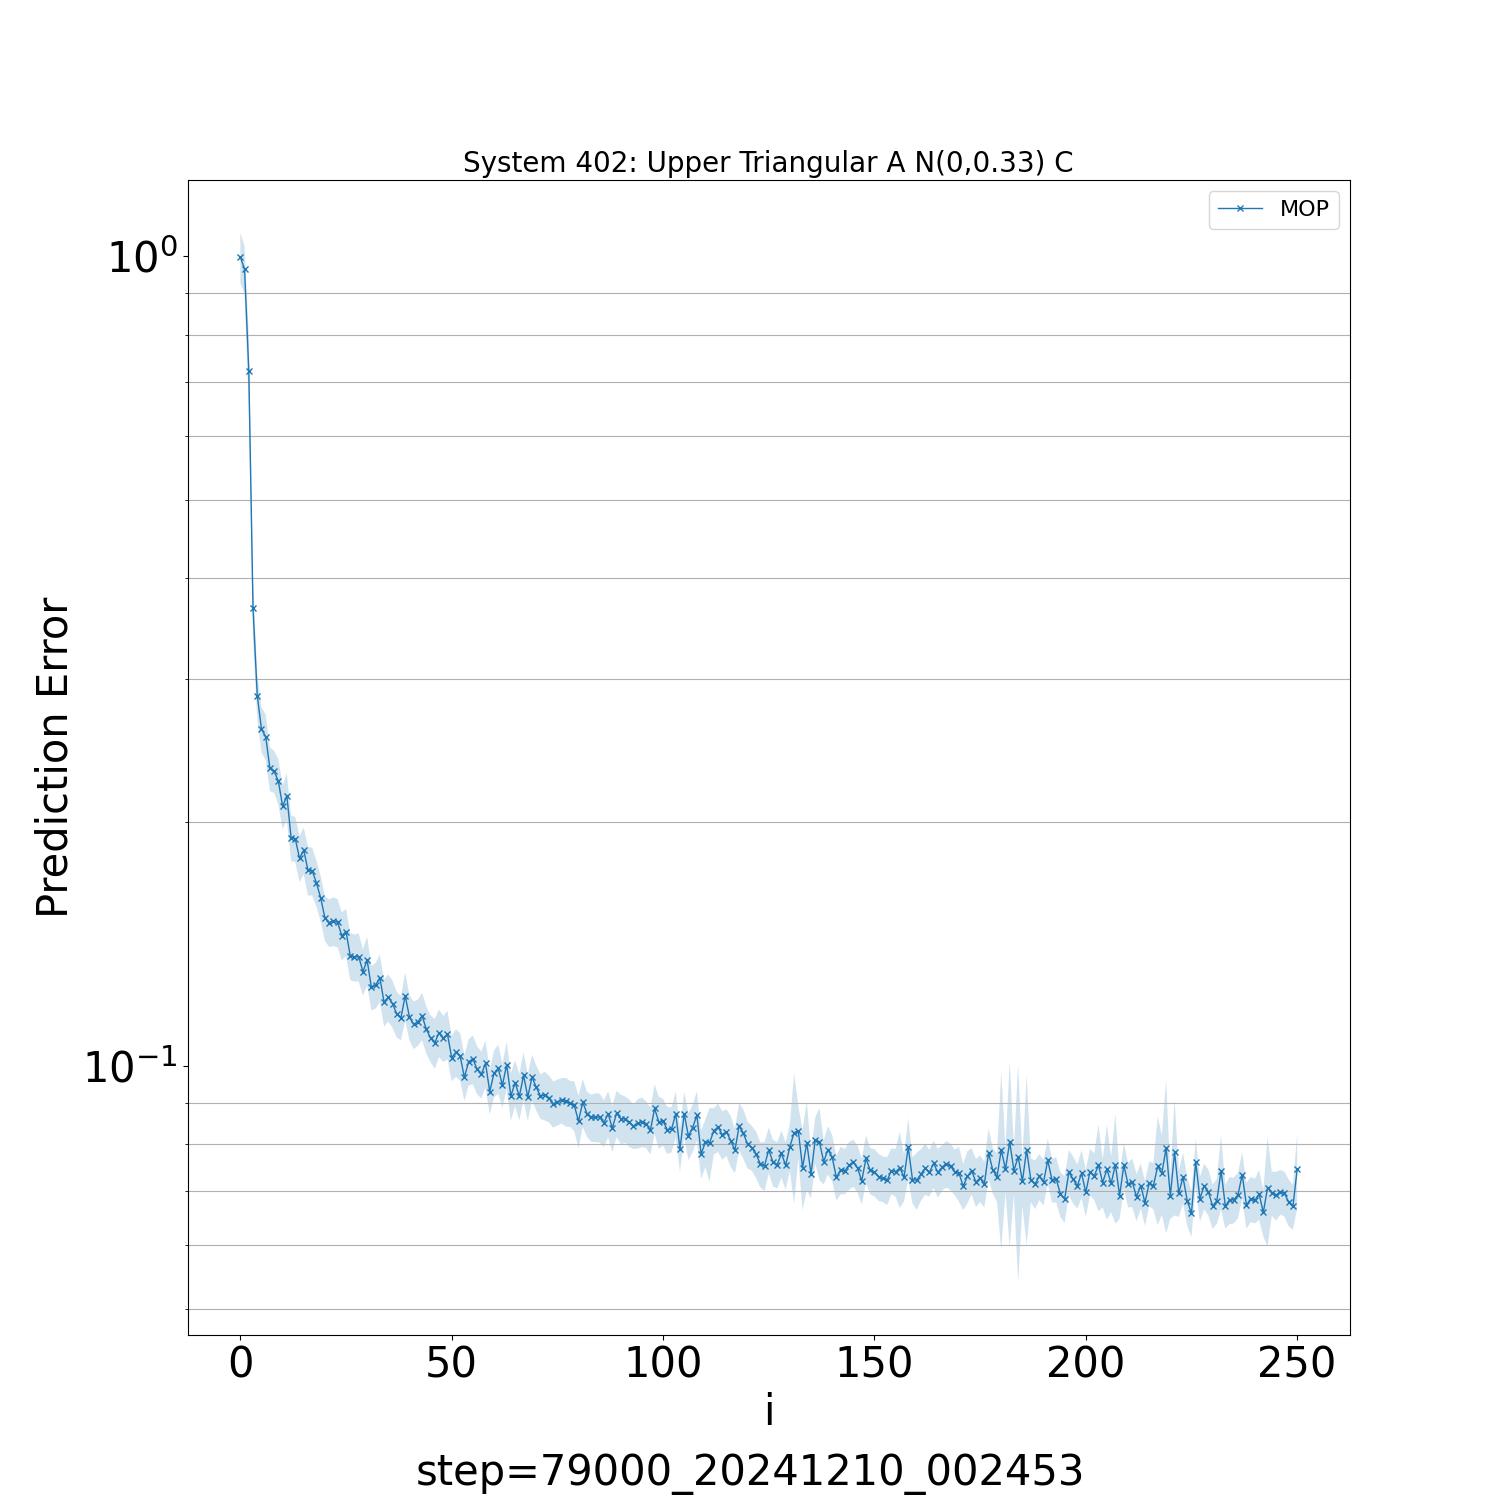 System 402: Upper Triangular A N(0,0.33) C
MOP
10⁰
10⁻¹
Prediction Error
0 50 100 150 200 250
i
step=79000_20241210_002453